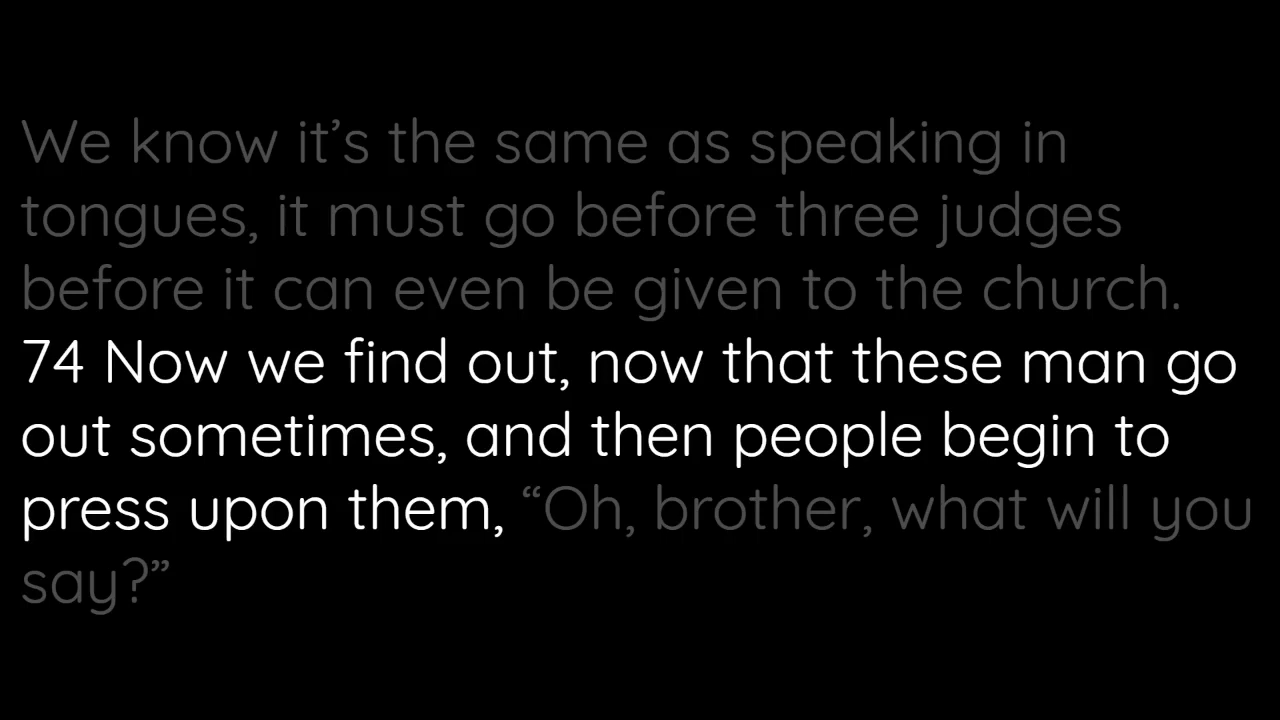 We know it’s the same as speaking in
tongues, it must go before three judges
before it can even be given to the church.
74 Now we find out, now that these man go
out sometimes, and then people begin to
press upon them, “Oh, brother, what will you
say?”